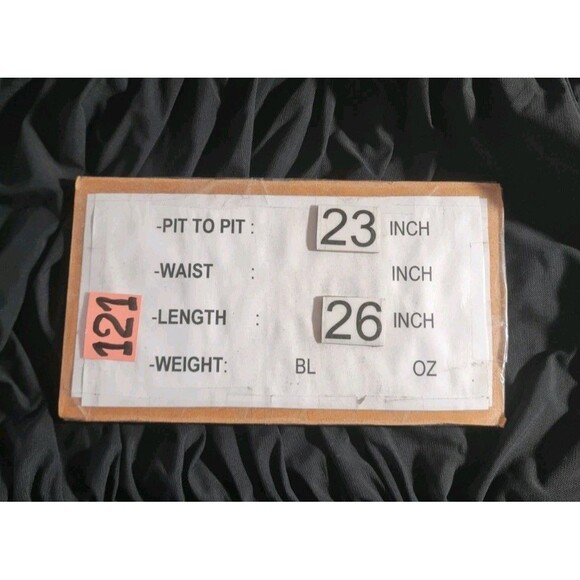 -PIT TO PIT : 23 INCH
-WAIST : INCH
-LENGTH : 26 INCH
-WEIGHT: BL OZ
121